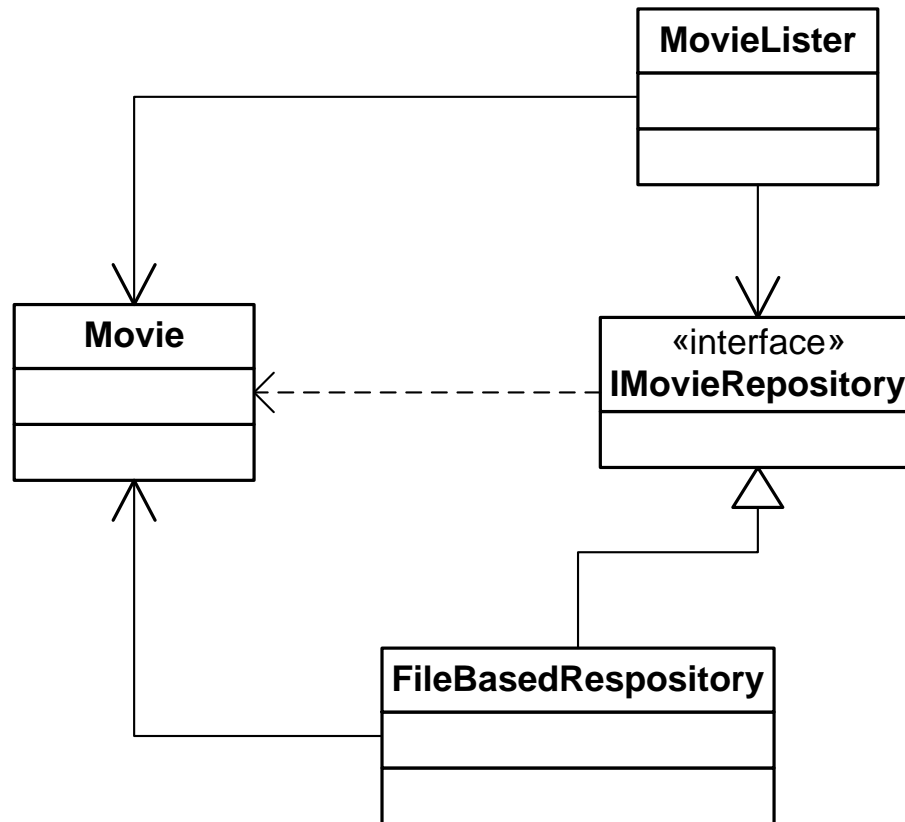 MovieLister
Movie
«interface»
IMovieRepository
FileBasedRespository